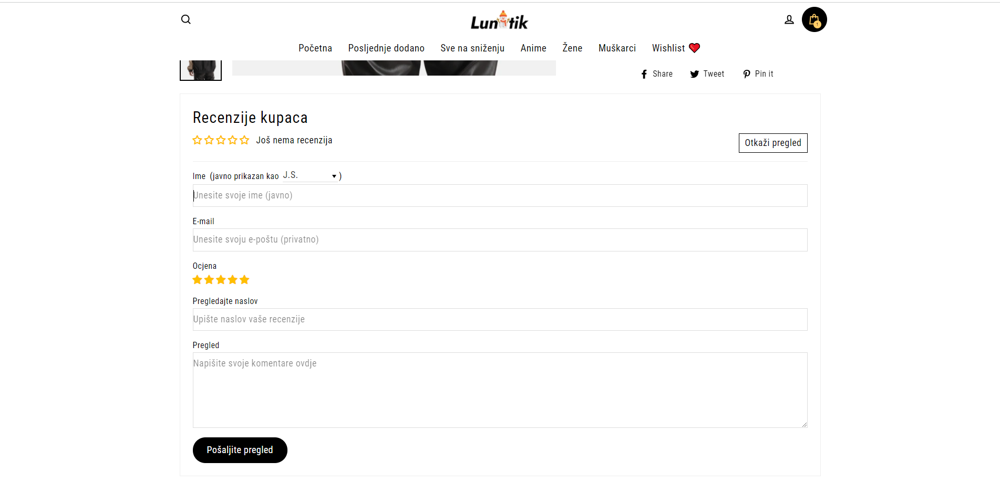 Lun tik
1
Početna Posljednje dodano Sve na sniženju Anime Žene Muškarci Wishlist
Share Tweet Pin it
Recenzije kupaca
Još nema recenzija
Otkaži pregled
Ime (javno prikazan kao J.S. )
Unesite svoje ime (javno)
E-mail
Unesite svoju e-poštu (privatno)
Ocjena
Pregledajte naslov
Upište naslov vaše recenzije
Pregled
Napišite svoje komentare ovdje
Pošaljite pregled